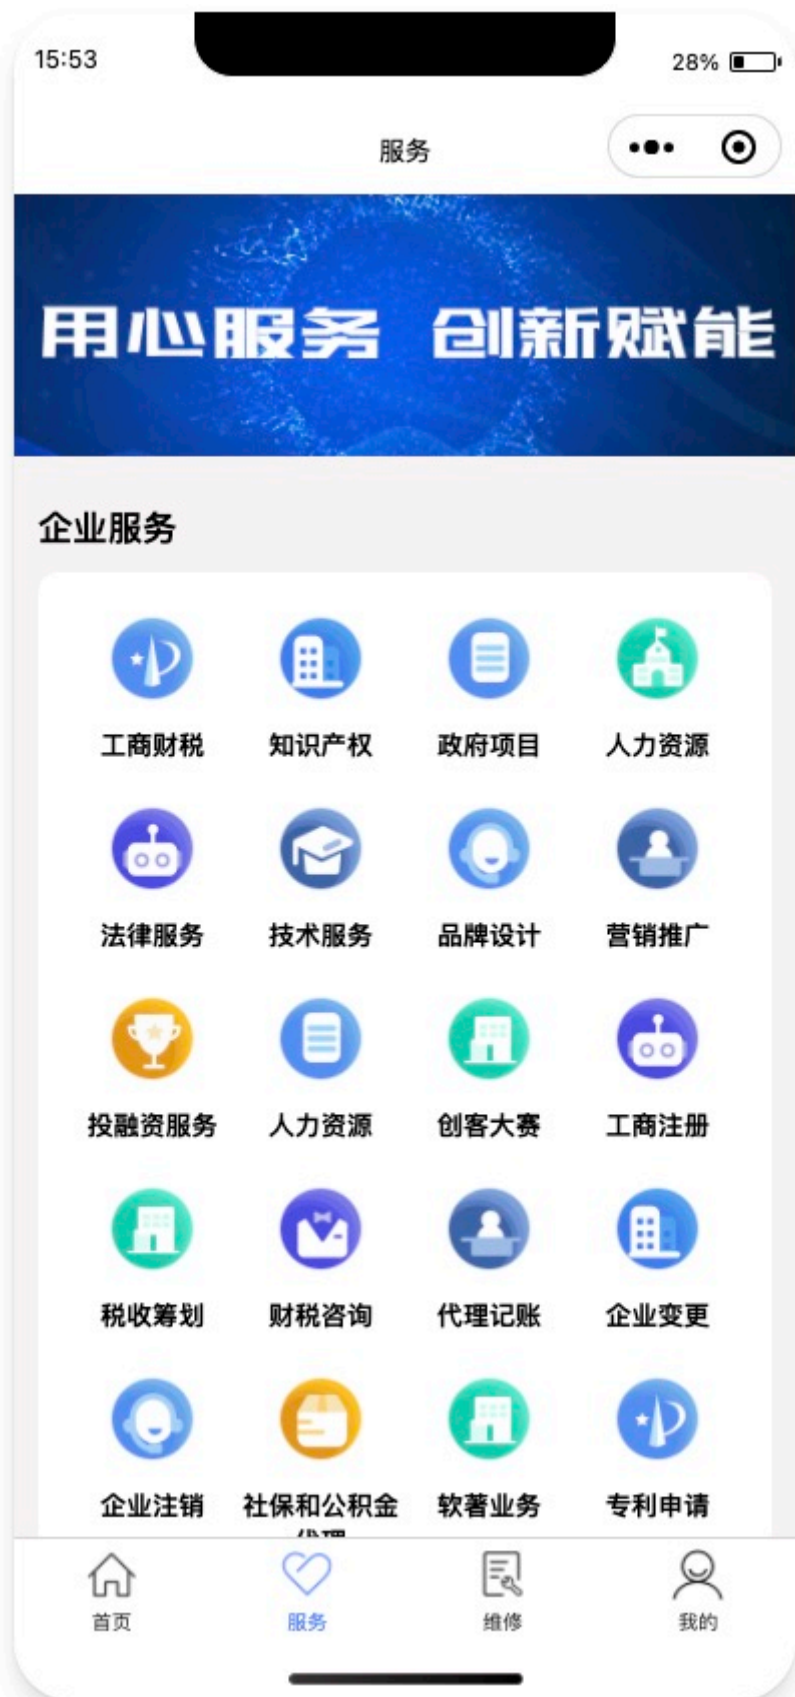 15:53
28%
服务
用心服务 创新赋能
企业服务
工商财税 知识产权 政府项目 人力资源
法律服务 技术服务 品牌设计 营销推广
投融资服务 人力资源 创客大赛 工商注册
税收筹划 财税咨询 代理记账 企业变更
企业注销 社保和公积金 软著业务 专利申请
首页 服务 维修 我的